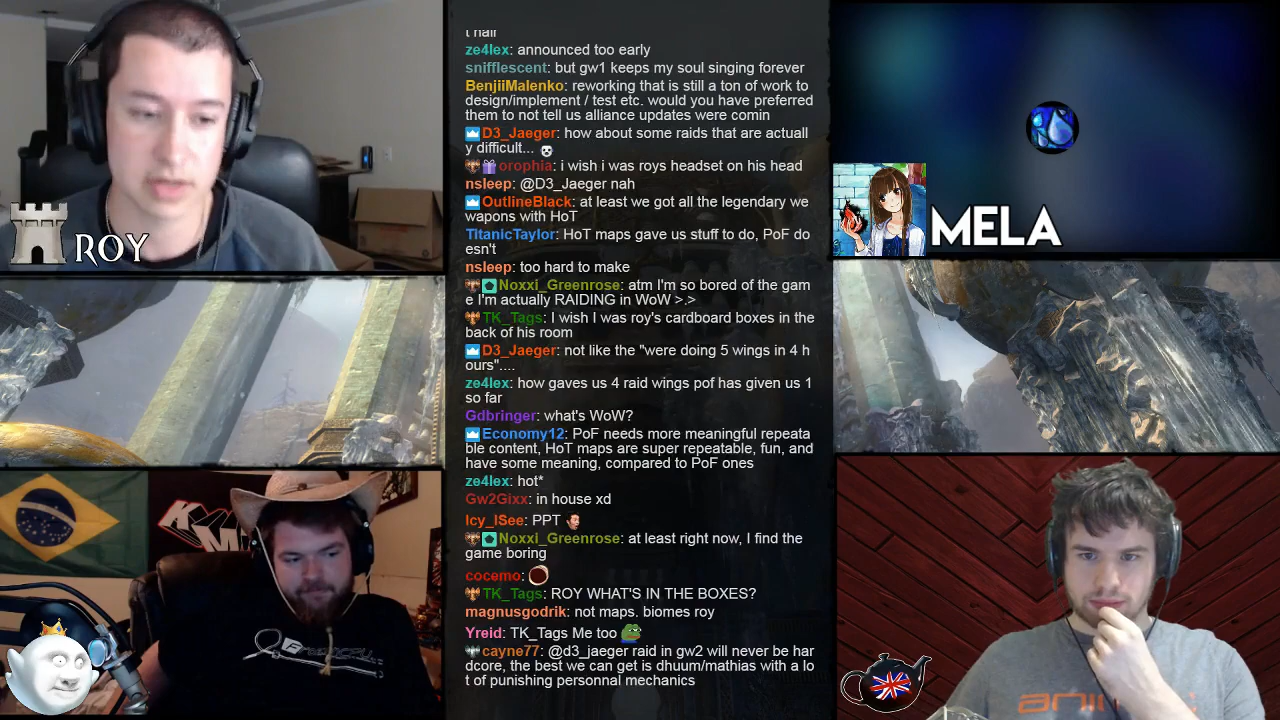 ROY
t hair
ze4lex: announced too early
snifflescent: but gw1 keeps my soul singing forever
BenjiiMalenko: reworking that is still a ton of work to
design/implement / test etc. would you have preferred
them to not tell us alliance updates were comin
D3_Jaeger: how about some raids that are actuall
y difficult...
orophia: i wish i was roys headset on his head
nsleep: @D3_Jaeger nah
OutlineBlack: at least we got all the legendary we
wapons with HoT
TitanicTaylor: HoT maps gave us stuff to do, PoF do
esn't
nsleep: too hard to make
Noxxi_Greenrose: atm I'm so bored of the gam
e I'm actually RAIDING in WoW >.>
TK_Tags: I wish I was roy's cardboard boxes in the
back of his room
D3_Jaeger: not like the "were doing 5 wings in 4 h
ours"....
ze4lex: how gaves us 4 raid wings pof has given us 1
so far
Gdbringer: what's WoW?
Economy12: PoF needs more meaningful repeata
ble content, HoT maps are super repeatable, fun, and
have some meaning, compared to PoF ones
ze4lex: hot*
Gw2Gixx: in house xd
Icy_ISee: PPT
Noxxi_Greenrose: at least right now, I find the
game boring
cocemo:
TK_Tags: ROY WHAT'S IN THE BOXES?
magnusgodrik: not maps. biomes roy
Yreid: TK_Tags Me too
cayne77: @d3_jaeger raid in gw2 will never be har
dcore, the best we can get is dhuum/mathias with a lo
t of punishing personnal mechanics
MELA